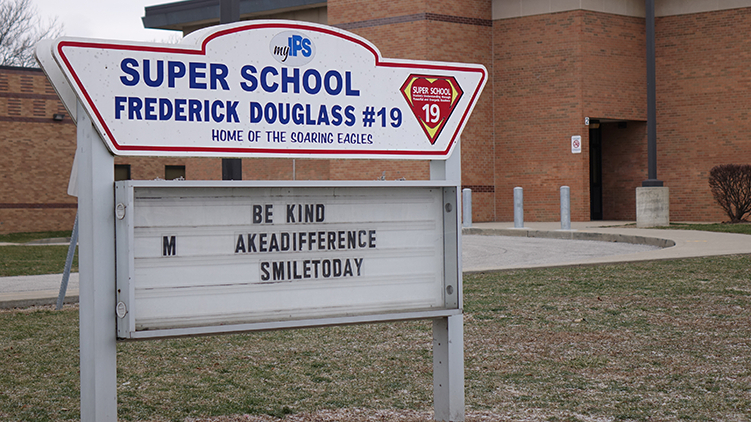 myIPS
SUPER SCHOOL
FREDERICK DOUGLASS #19
HOME OF THE SOARING EAGLES
SUPER SCHOOL
19
BE KIND
M AKEADIFFERENCE
SMILETODAY